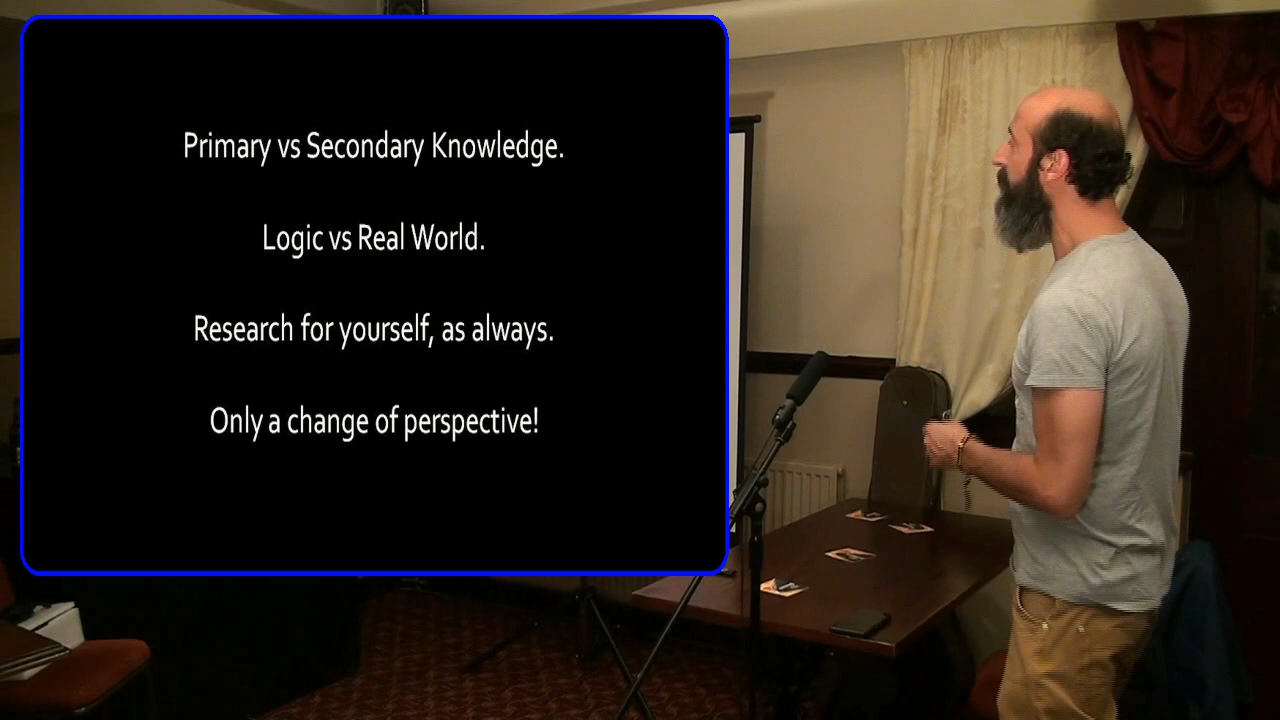 Primary vs Secondary Knowledge.
Logic vs Real World.
Research for yourself, as always.
Only a change of perspective!